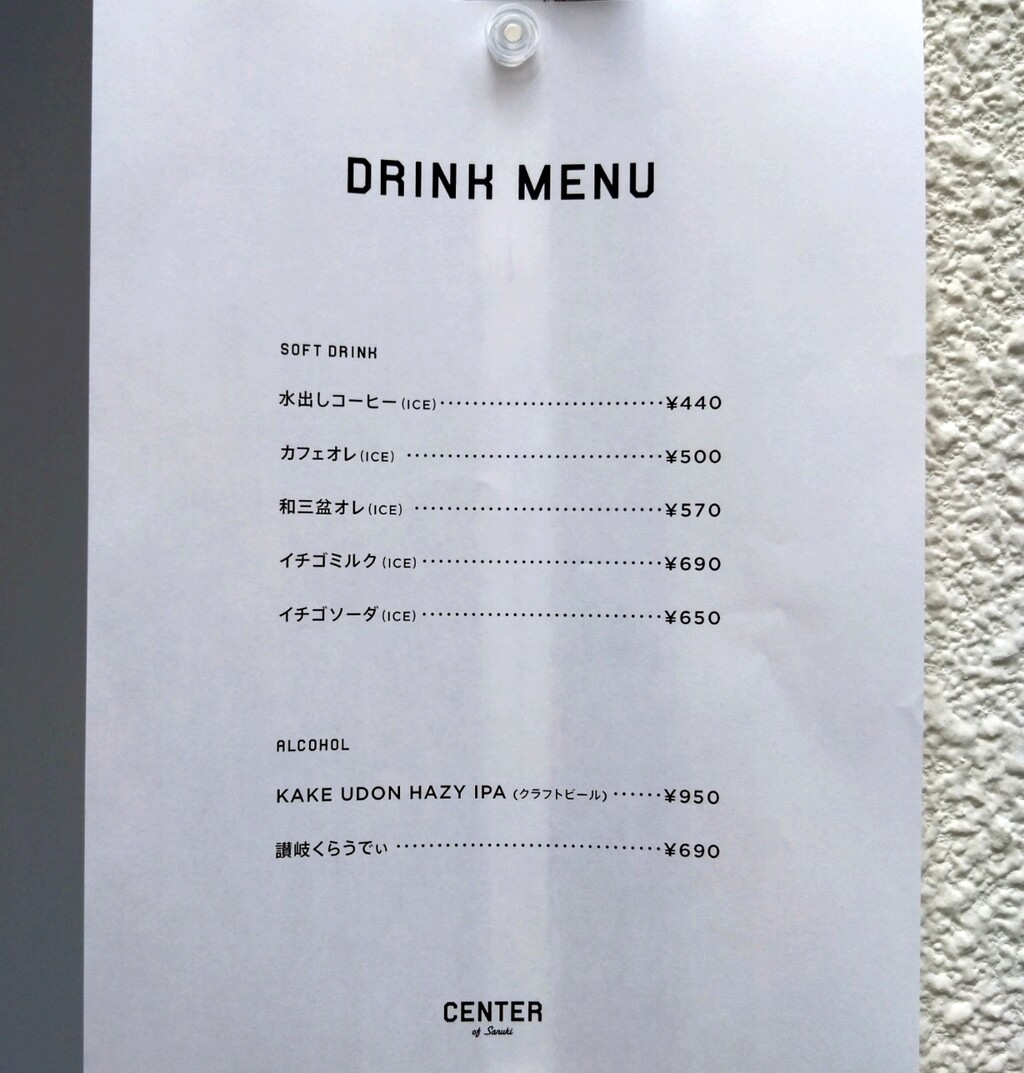 DRINK MENU
SOFT DRINK
水出しコーヒー(ICE)‥‥‥‥‥‥‥‥‥‥‥‥‥‥¥440
カフェオレ(ICE) ‥‥‥‥‥‥‥‥‥‥‥‥‥‥‥‥¥500
和三盆オレ(ICE) ‥‥‥‥‥‥‥‥‥‥‥‥‥‥‥‥¥570
イチゴミルク(ICE)‥‥‥‥‥‥‥‥‥‥‥‥‥‥‥¥690
イチゴソーダ(ICE)‥‥‥‥‥‥‥‥‥‥‥‥‥‥‥¥650
ALCOHOL
KAKE UDON HAZY IPA (クラフトビール)‥‥‥¥950
讃岐くらうでぃ ‥‥‥‥‥‥‥‥‥‥‥‥‥‥‥‥‥¥690
CENTER
of Sanuki